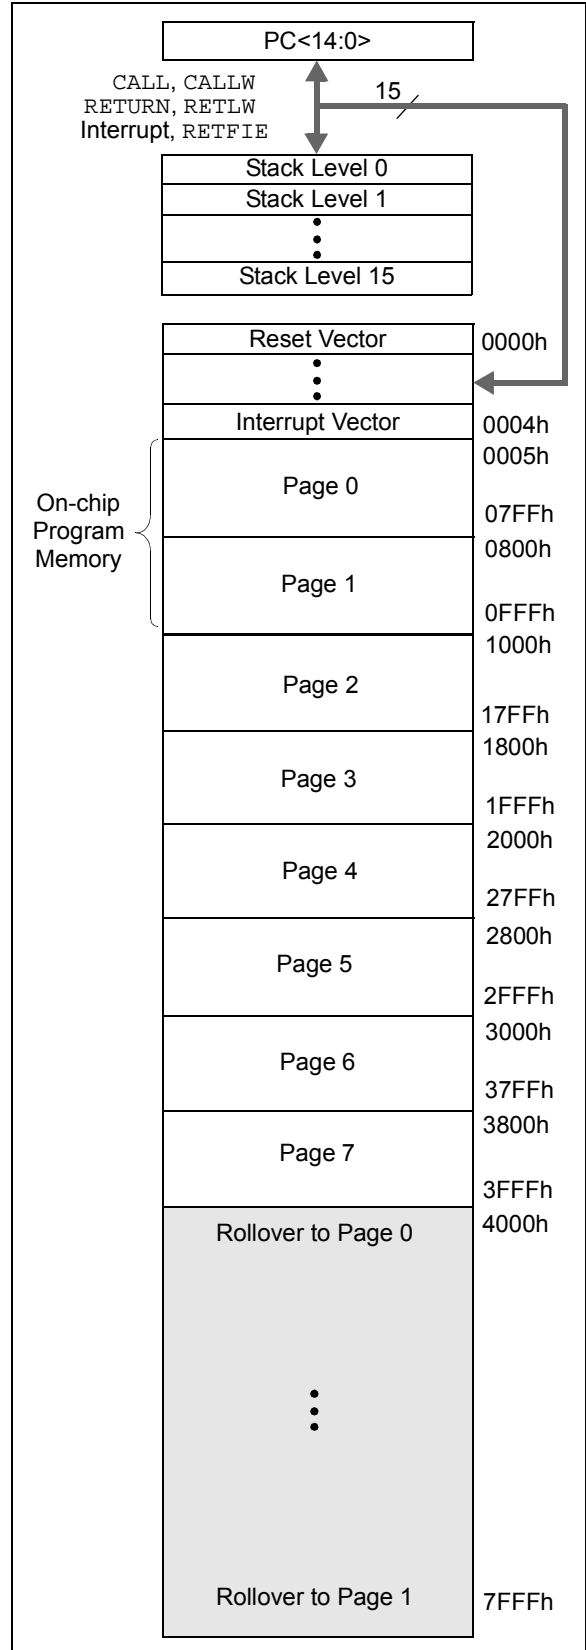 PC<14:0>
CALL, CALLW
RETURN, RETLW
Interrupt, RETFIE
15
Stack Level 0
Stack Level 1
Stack Level 15
Reset Vector
0000h
Interrupt Vector
0004h
On-chip
Program
Memory
0005h
Page 0
07FFh
0800h
Page 1
0FFFh
1000h
Page 2
17FFh
1800h
Page 3
1FFFh
2000h
Page 4
27FFh
2800h
Page 5
2FFFh
3000h
Page 6
37FFh
3800h
Page 7
3FFFh
Rollover to Page 0
4000h
Rollover to Page 1
7FFFh